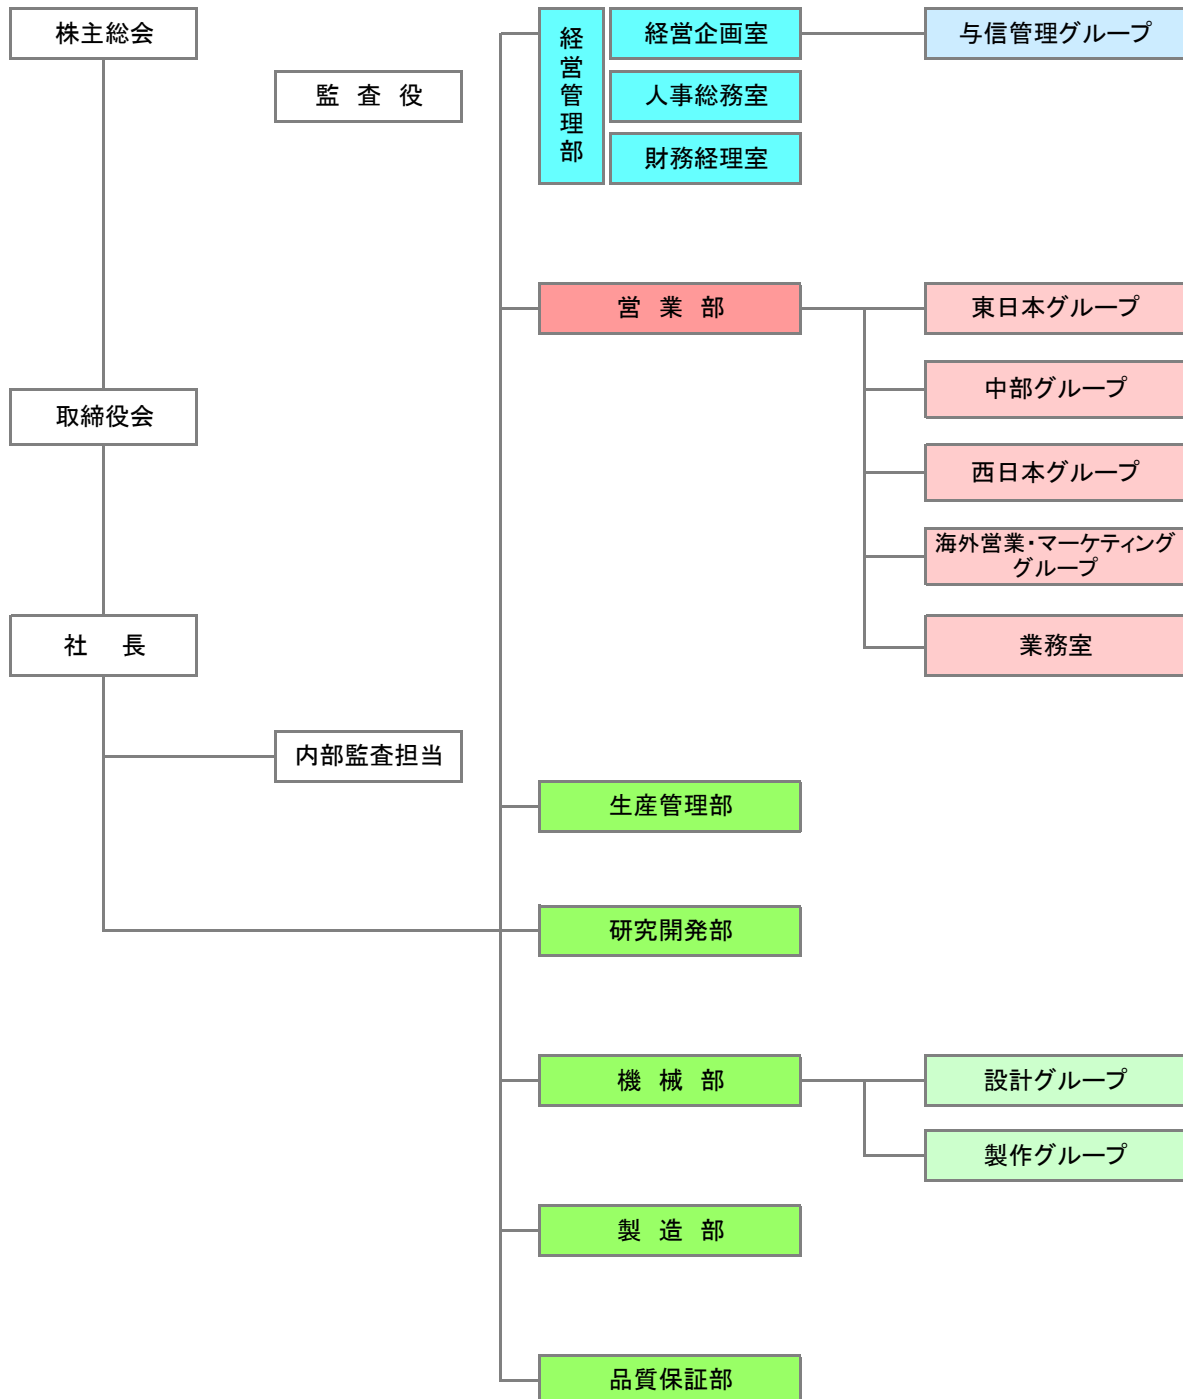 株主総会
監　査　役
取締役会
社　　長
内部監査担当
経営管理部
経営企画室
人事総務室
財務経理室
与信管理グループ
営　業　部
東日本グループ
中部グループ
西日本グループ
海外営業・マーケティング
グループ
業務室
生産管理部
研究開発部
機　械　部
設計グループ
製作グループ
製　造　部
品質保証部